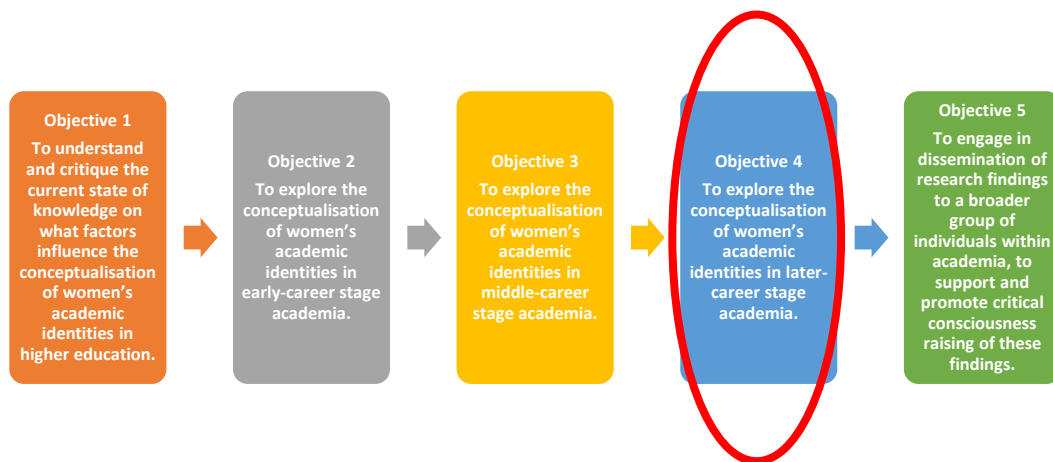 Objective 1
To understand
and critique the
current state of
knowledge on
what factors
influence the
conceptualisation
of women's
academic
identities in
higher education.
Objective 2
To explore the
conceptualisation
of women's
academic
identities in
early-career stage
academia.
Objective 3
To explore the
conceptualisation
of women's
academic
identities in
middle-career
stage academia.
Objective 4
To explore the
conceptualisation
of women's
academic
identities in later-
career stage
academia.
Objective 5
To engage in
dissemination of
research findings
to a broader
group of
individuals within
academia, to
support and
promote critical
consciousness
raising of these
findings.